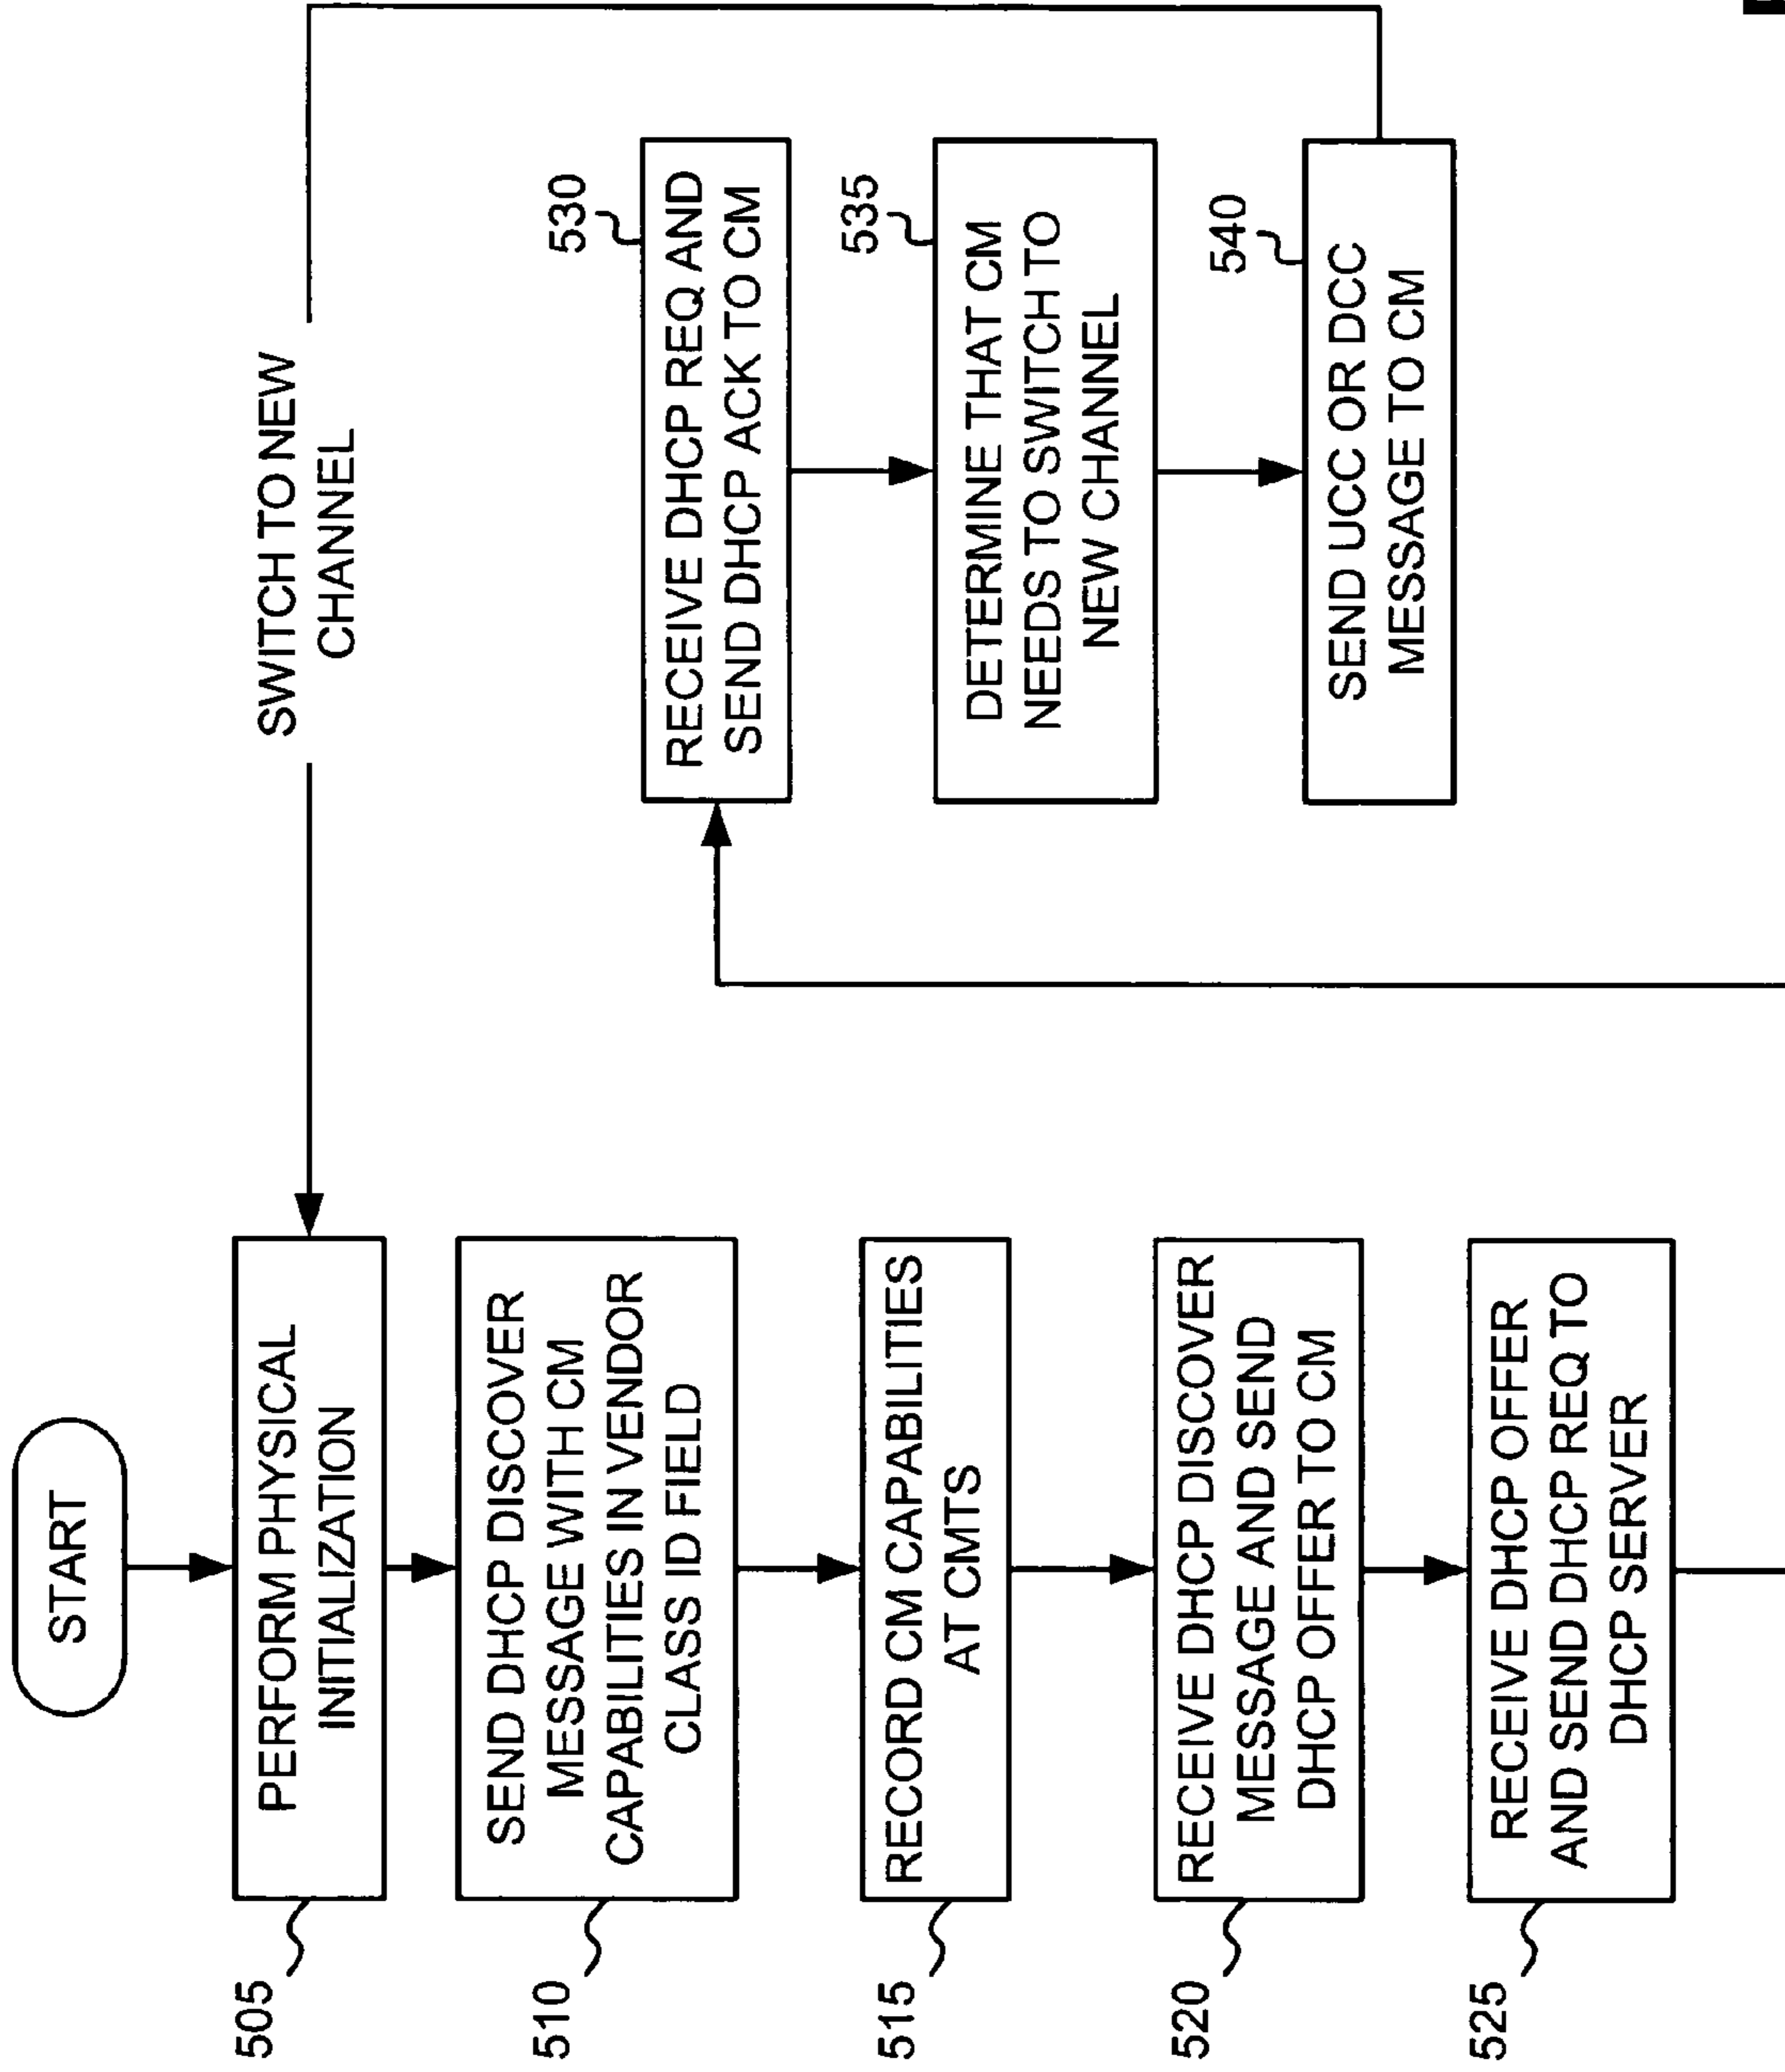 START
505
PERFORM PHYSICAL
INITIALIZATION
510
SEND DHCP DISCOVER
MESSAGE WITH CM
CAPABILITIES IN VENDOR
CLASS ID FIELD
515
RECORD CM CAPABILITIES
AT CMTS
520
RECEIVE DHCP DISCOVER
MESSAGE AND SEND
DHCP OFFER TO CM
525
RECEIVE DHCP OFFER
AND SEND DHCP REQ TO
DHCP SERVER
SWITCH TO NEW
CHANNEL
530
RECEIVE DHCP REQ AND
SEND DHCP ACK TO CM
535
DETERMINE THAT CM
NEEDS TO SWITCH TO
NEW CHANNEL
540
SEND UCC OR DCC
MESSAGE TO CM